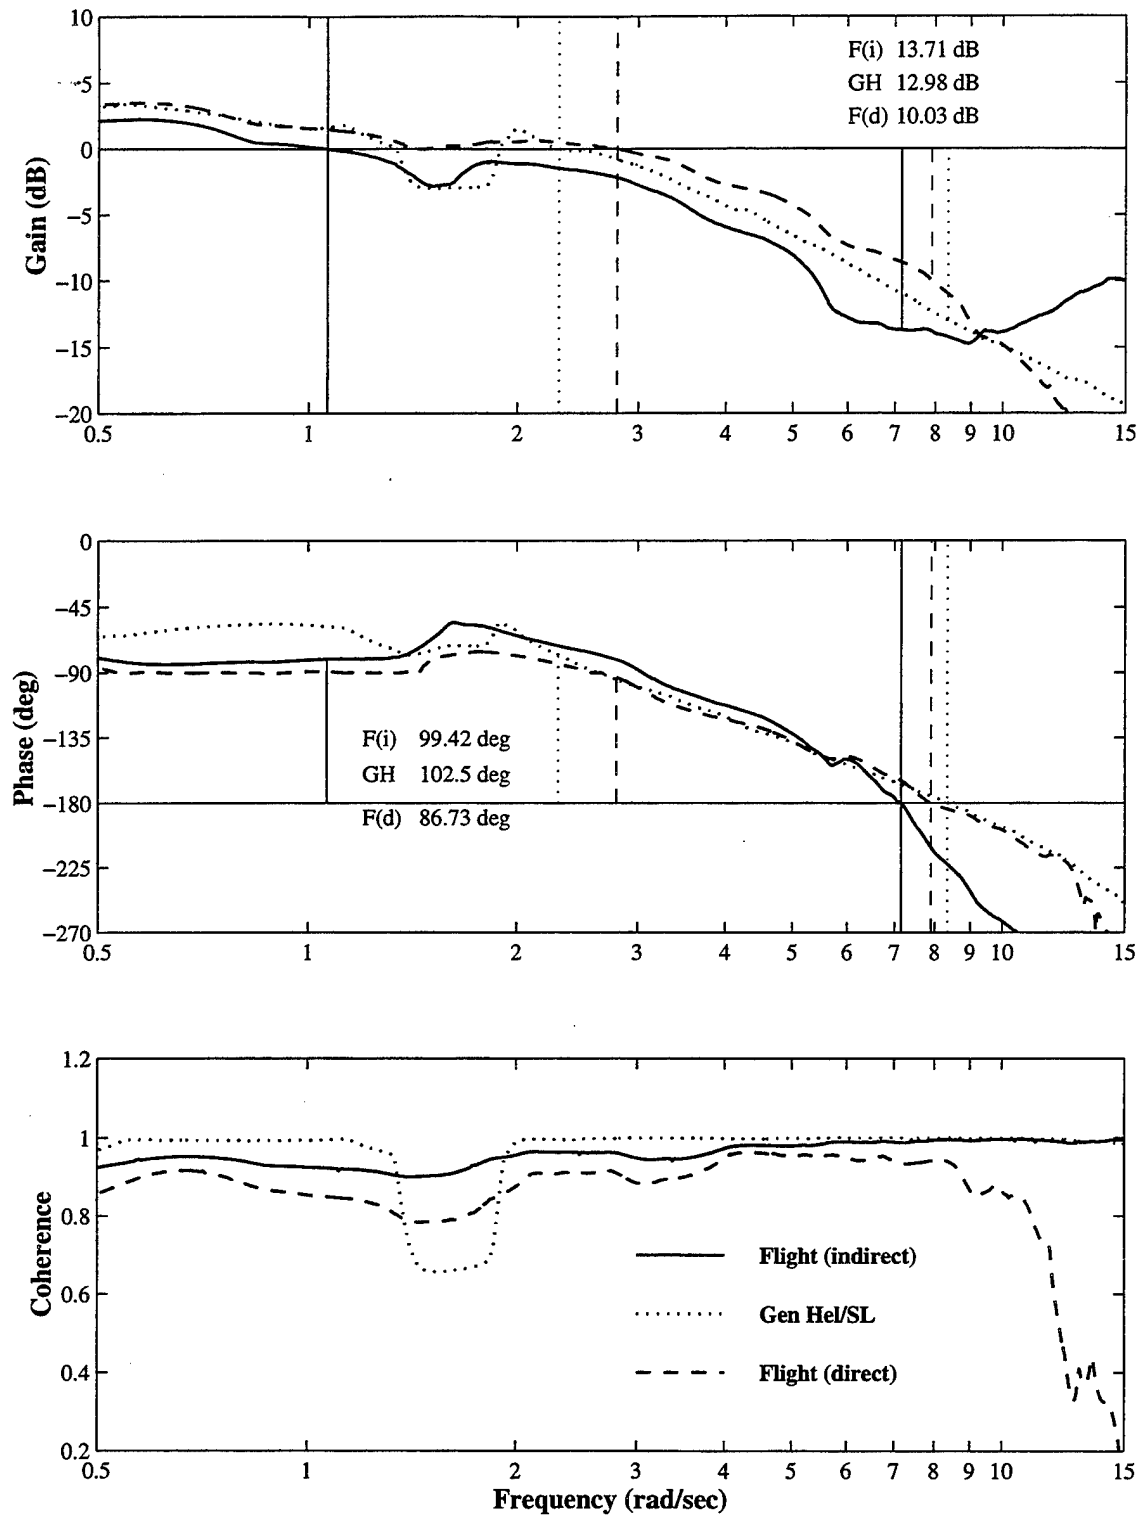 10
5
0
−5
−10
−15
−20
Gain (dB)
F(i) 13.71 dB
GH 12.98 dB
F(d) 10.03 dB
0.5 1 2 3 4 5 6 7 8 9 10 15
0
−45
−90
−135
−180
−225
−270
Phase (deg)
F(i) 99.42 deg
GH 102.5 deg
F(d) 86.73 deg
0.5 1 2 3 4 5 6 7 8 9 10 15
1.2
1
0.8
0.6
0.4
0.2
Coherence
Flight (indirect)
Gen Hel/SL
Flight (direct)
0.5 1 2 3 4 5 6 7 8 9 10 15
Frequency (rad/sec)